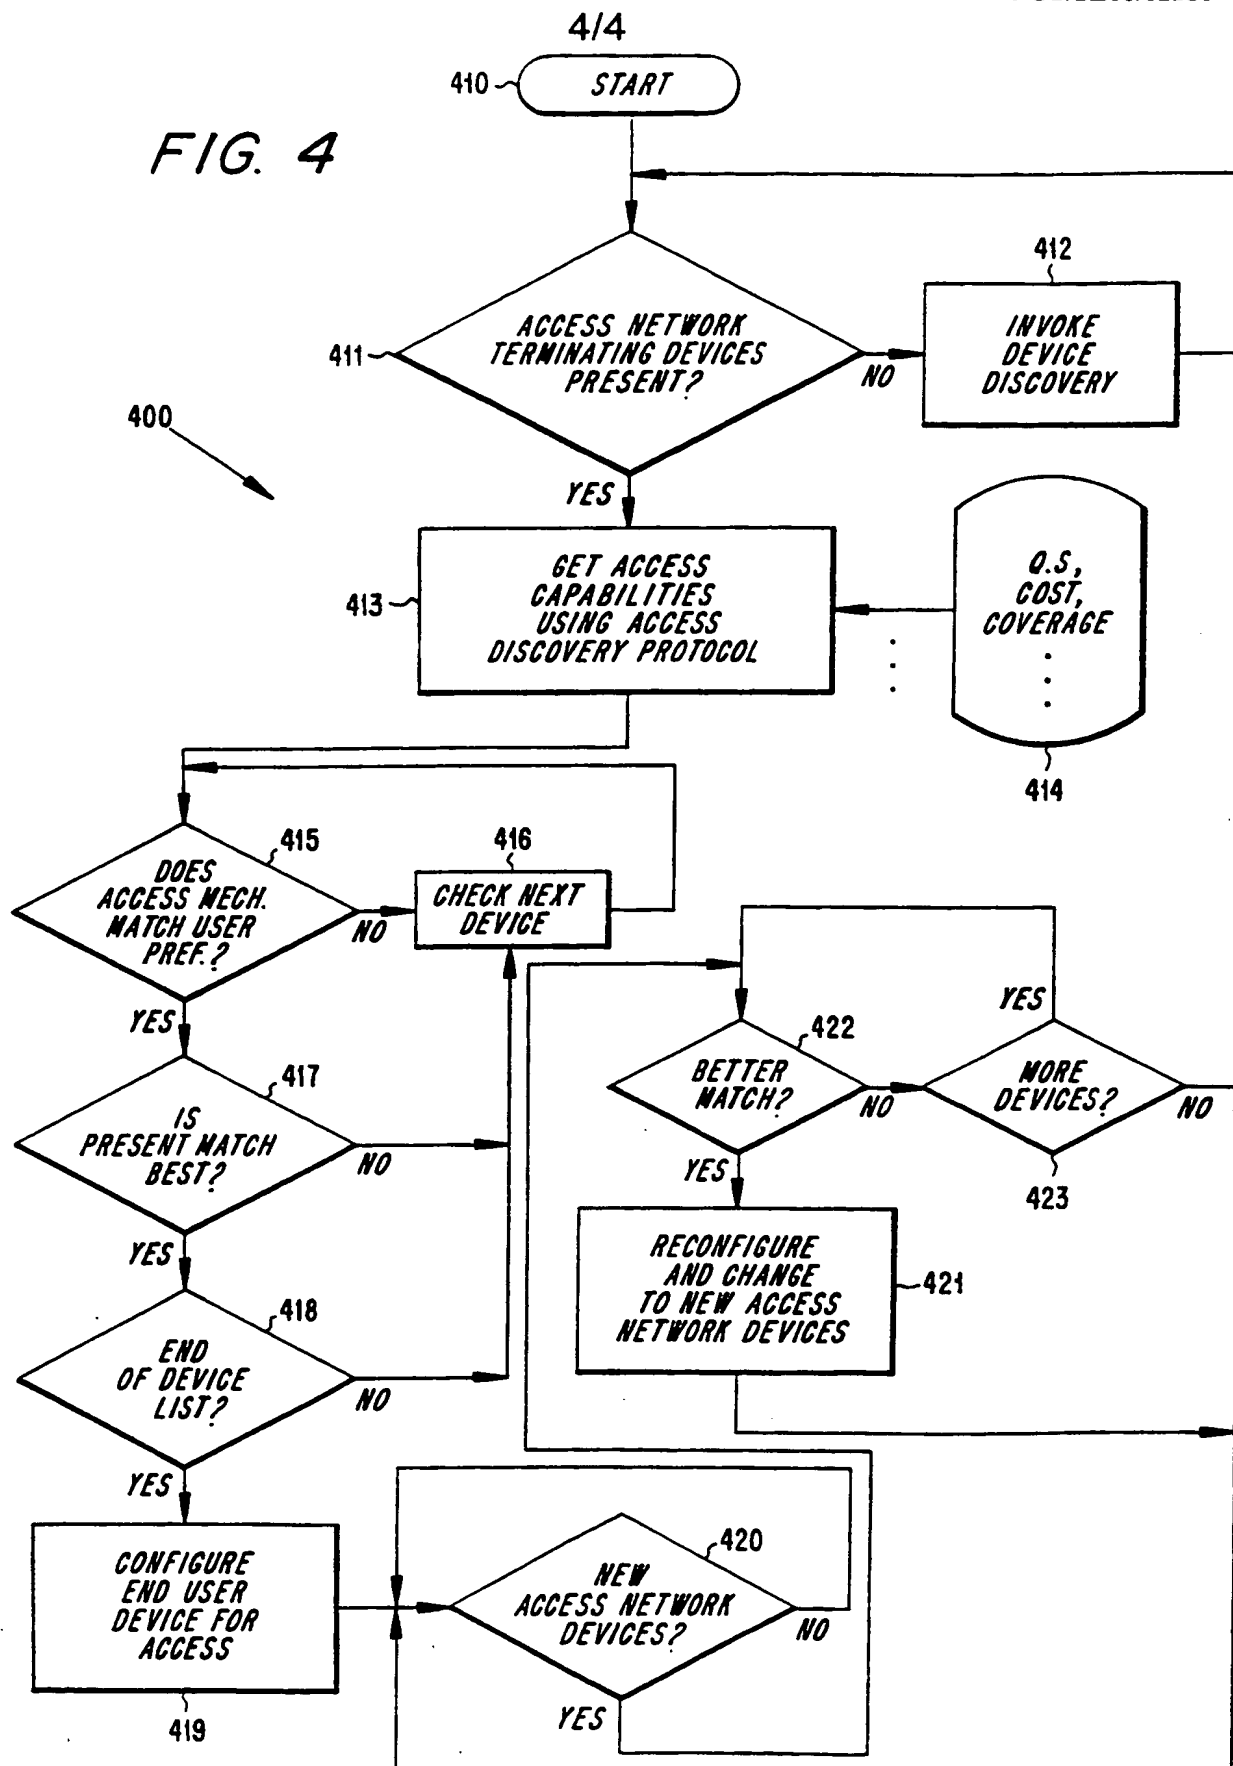 4/4
FIG. 4
410
START
411
ACCESS NETWORK
TERMINATING DEVICES
PRESENT?
NO
YES
412
INVOKE
DEVICE
DISCOVERY
400
413
GET ACCESS
CAPABILITIES
USING ACCESS
DISCOVERY PROTOCOL
Q.S,
COST,
COVERAGE
414
415
DOES
ACCESS MECH.
MATCH USER
PREF.?
NO
YES
416
CHECK NEXT
DEVICE
417
IS
PRESENT MATCH
BEST?
NO
YES
418
END
OF DEVICE
LIST?
NO
YES
CONFIGURE
END USER
DEVICE FOR
ACCESS
419
420
NEW
ACCESS NETWORK
DEVICES?
NO
YES
422
BETTER
MATCH?
NO
YES
YES
MORE
DEVICES?
NO
423
RECONFIGURE
AND CHANGE
TO NEW ACCESS
NETWORK DEVICES
421